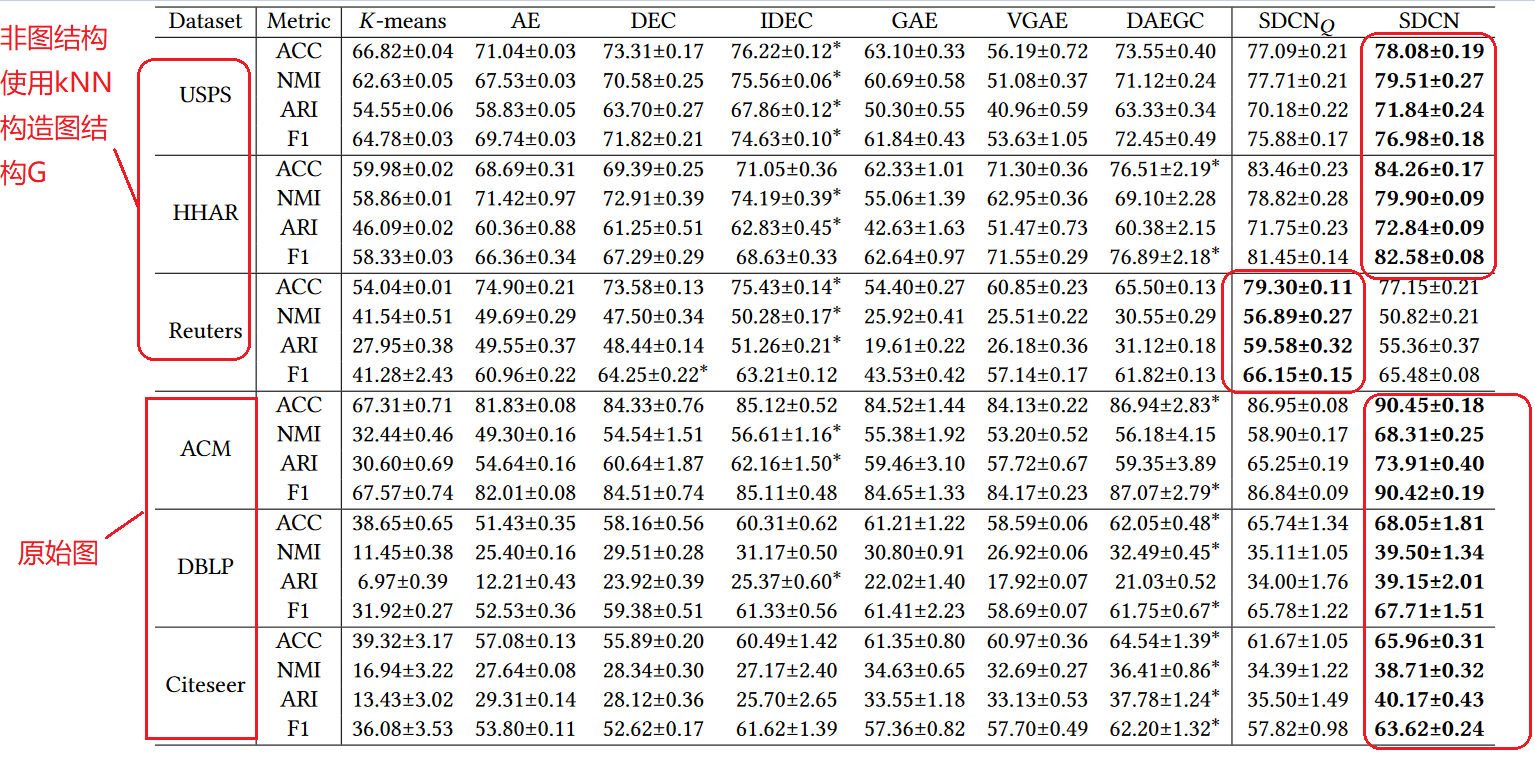 Dataset Metric K-means AE DEC IDEC GAE VGAE DAEGC SDCNQ SDCN
非图结构
使用kNN
构造图结
构G
USPS
ACC 66.82±0.04 71.04±0.03 73.31±0.17 76.22±0.12* 63.10±0.33 56.19±0.72 73.55±0.40 77.09±0.21 78.08±0.19
NMI 62.63±0.05 67.53±0.03 70.58±0.25 75.56±0.06* 60.69±0.58 51.08±0.37 71.12±0.24 77.71±0.21 79.51±0.27
ARI 54.55±0.06 58.83±0.05 63.70±0.27 67.86±0.12* 50.30±0.55 40.96±0.59 63.33±0.34 70.18±0.22 71.84±0.24
F1 64.78±0.03 69.74±0.03 71.82±0.21 74.63±0.10* 61.84±0.43 53.63±1.05 72.45±0.49 75.88±0.17 76.98±0.18
HHAR
ACC 59.98±0.02 68.69±0.31 69.39±0.25 71.05±0.36 62.33±1.01 71.30±0.36 76.51±2.19* 83.46±0.23 84.26±0.17
NMI 58.86±0.01 71.42±0.97 72.91±0.39 74.19±0.39* 55.06±1.39 62.95±0.36 69.10±2.28 78.82±0.28 79.90±0.09
ARI 46.09±0.02 60.36±0.88 61.25±0.51 62.83±0.45* 42.63±1.63 51.47±0.73 60.38±2.15 71.75±0.23 72.84±0.09
F1 58.33±0.03 66.36±0.34 67.29±0.29 68.63±0.33 62.64±0.97 71.55±0.29 76.89±2.18* 81.45±0.14 82.58±0.08
Reuters
ACC 54.04±0.01 74.90±0.21 73.58±0.13 75.43±0.14* 54.40±0.27 60.85±0.23 65.50±0.13 79.30±0.11 77.15±0.21
NMI 41.54±0.51 49.69±0.29 47.50±0.34 50.28±0.17* 25.92±0.41 25.51±0.22 30.55±0.29 56.89±0.27 50.82±0.21
ARI 27.95±0.38 49.55±0.37 48.44±0.14 51.26±0.21* 19.61±0.22 26.18±0.36 31.12±0.18 59.58±0.32 55.36±0.37
F1 41.28±2.43 60.96±0.22 64.25±0.22* 63.21±0.12 43.53±0.42 57.14±0.17 61.82±0.13 66.15±0.15 65.48±0.08
原始图
ACM
ACC 67.31±0.71 81.83±0.08 84.33±0.76 85.12±0.52 84.52±1.44 84.13±0.22 86.94±2.83* 86.95±0.08 90.45±0.18
NMI 32.44±0.46 49.30±0.16 54.54±1.51 56.61±1.16* 55.38±1.92 53.20±0.52 56.18±4.15 58.90±0.17 68.31±0.25
ARI 30.60±0.69 54.64±0.16 60.64±1.87 62.16±1.50* 59.46±3.10 57.72±0.67 59.35±3.89 65.25±0.19 73.91±0.40
F1 67.57±0.74 82.01±0.08 84.51±0.74 85.11±0.48 84.65±1.33 84.17±0.23 87.07±2.79* 86.84±0.09 90.42±0.19
DBLP
ACC 38.65±0.65 51.43±0.35 58.16±0.56 60.31±0.62 61.21±1.22 58.59±0.06 62.05±0.48* 65.74±1.34 68.05±1.81
NMI 11.45±0.38 25.40±0.16 29.51±0.28 31.17±0.50 30.80±0.91 26.92±0.06 32.49±0.45* 35.11±1.05 39.50±1.34
ARI 6.97±0.39 12.21±0.43 23.92±0.39 25.37±0.60* 22.02±1.40 17.92±0.07 21.03±0.52 34.00±1.76 39.15±2.01
F1 31.92±0.27 52.53±0.36 59.38±0.51 61.33±0.56 61.41±2.23 58.69±0.07 61.75±0.67* 65.78±1.22 67.71±1.51
Citeseer
ACC 39.32±3.17 57.08±0.13 55.89±0.20 60.49±1.42 61.35±0.80 60.97±0.36 64.54±1.39* 61.67±1.05 65.96±0.31
NMI 16.94±3.22 27.64±0.08 28.34±0.30 27.17±2.40 34.63±0.65 32.69±0.27 36.41±0.86* 34.39±1.22 38.71±0.32
ARI 13.43±3.02 29.31±0.14 28.12±0.36 25.70±2.65 33.55±1.18 33.13±0.53 37.78±1.24* 35.50±1.49 40.17±0.43
F1 36.08±3.53 53.80±0.11 52.62±0.17 61.62±1.39 57.36±0.82 57.70±0.49 62.20±1.32* 57.82±0.98 63.62±0.24